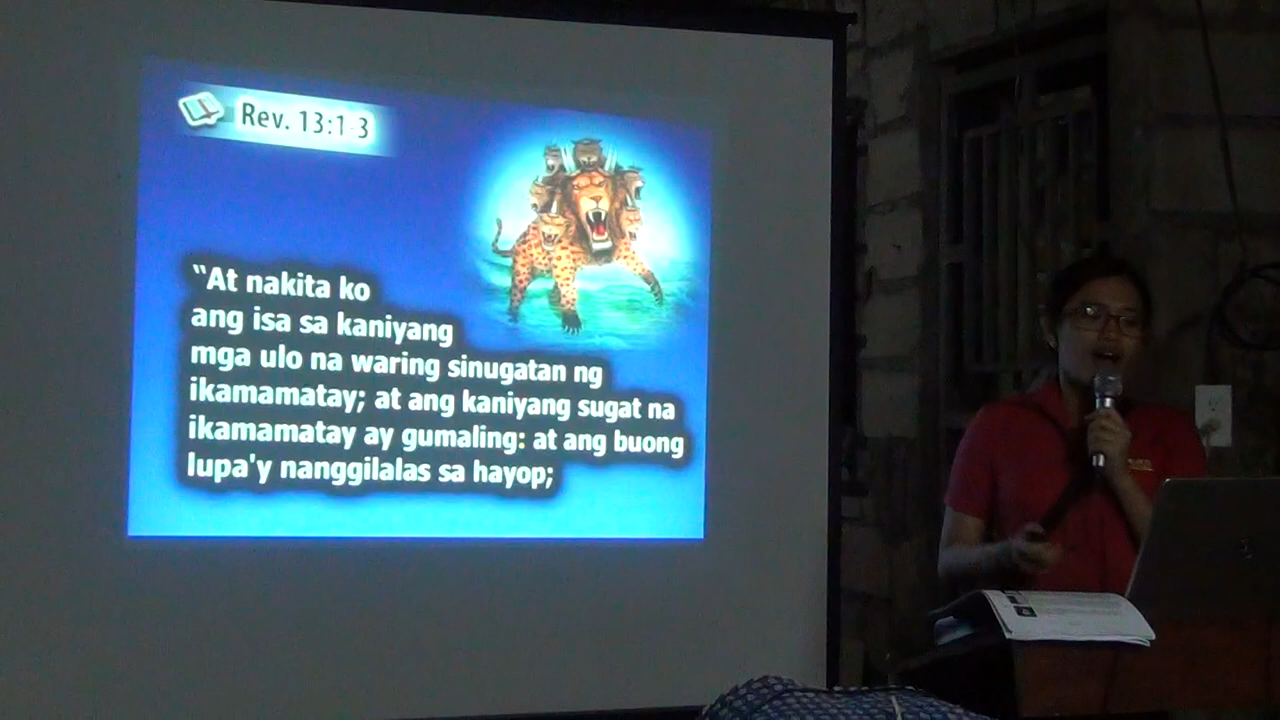 Rev. 13:1-3
“At nakita ko
ang isa sa kaniyang
mga ulo na waring sinugatan ng
ikamamatay; at ang kaniyang sugat na
ikamamatay ay gumaling: at ang buong
lupa'y nanggilalas sa hayop;